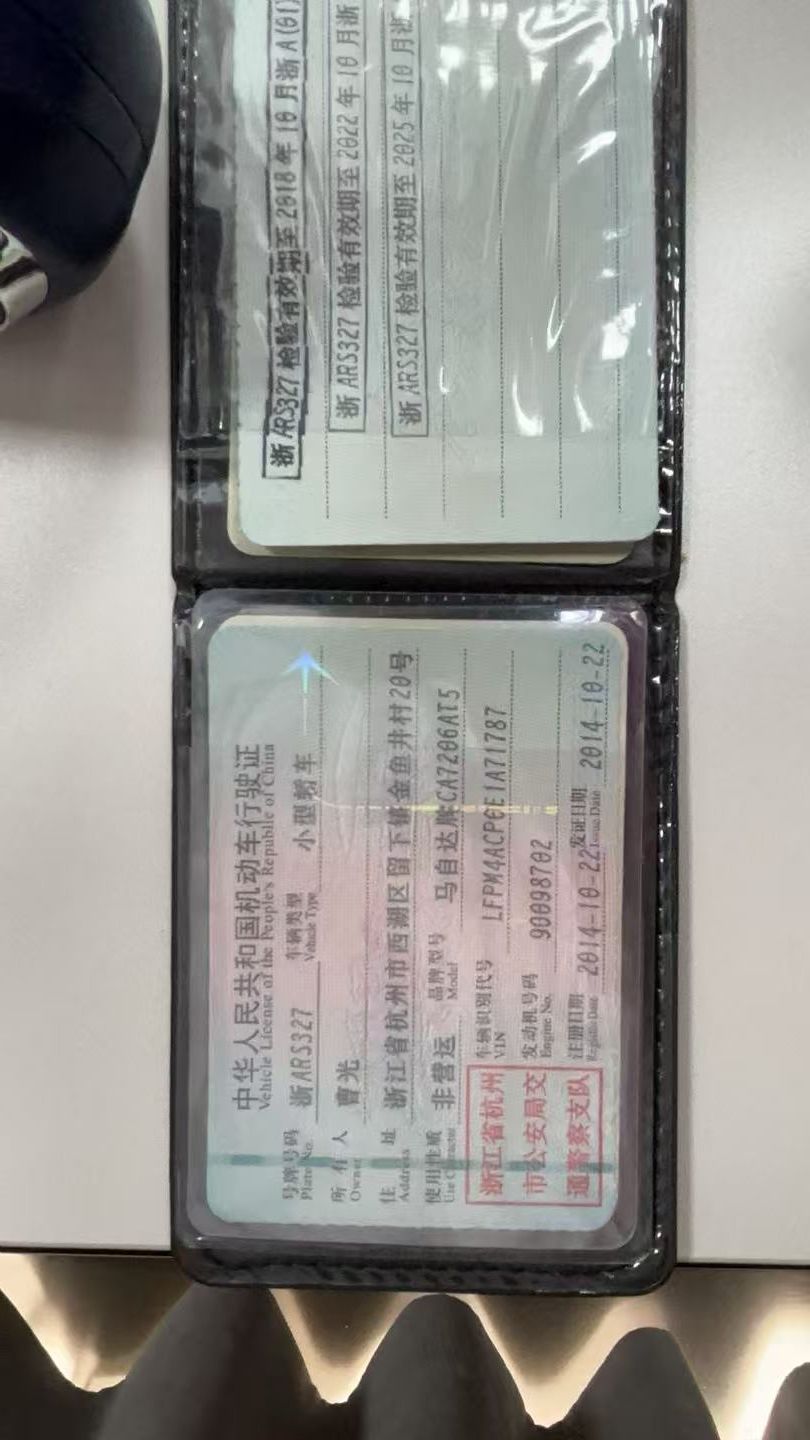 中华人民共和国机动车行驶证
Vehicle License of the People's Republic of China
号牌号码 浙ARS327 车辆类型 小型轿车
Plate No. Vehicle Type
所有人 曹光
Owner
住址 浙江省杭州市西湖区留下镇金鱼井村20号
Address
使用性质 非营运 品牌型号 马自达牌CA7206AT5
Use Character Model
浙江省杭州
市公安局交
通警察支队
车辆识别代号 LFPM4ACP0E1A71787
VIN
发动机号码 90098702
Engine No.
注册日期 2014-10-22 发证日期 2014-10-22
Register Date Issue Date
浙ARS327 检验有效期至 2018年10月浙A(01)
浙ARS327 检验有效期至 2022年10月浙
浙ARS327 检验有效期至 2025年10月浙